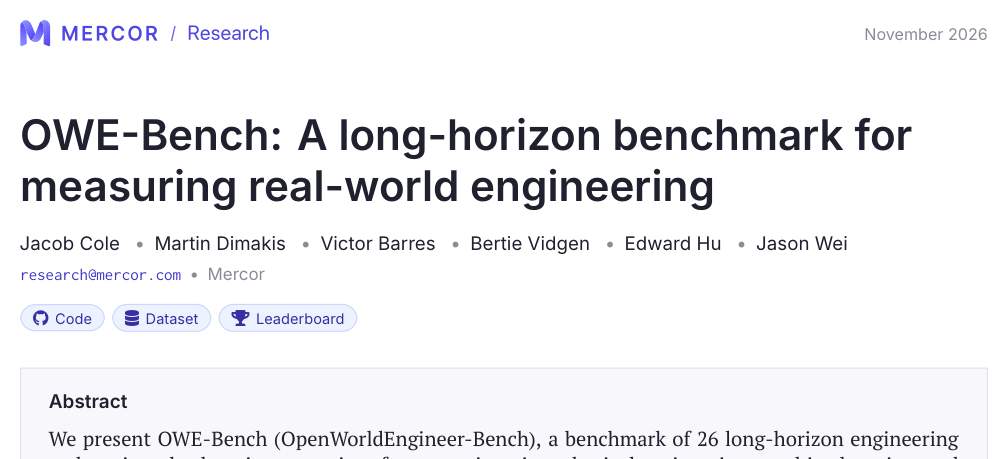 MERCOR / Research
November 2026
OWE-Bench: A long-horizon benchmark for
measuring real-world engineering
Jacob Cole • Martin Dimakis • Victor Barres • Bertie Vidgen • Edward Hu • Jason Wei
research@mercor.com • Mercor
Code Dataset Leaderboard
Abstract
We present OWE-Bench (OpenWorldEngineer-Bench), a benchmark of 26 long-horizon engineering